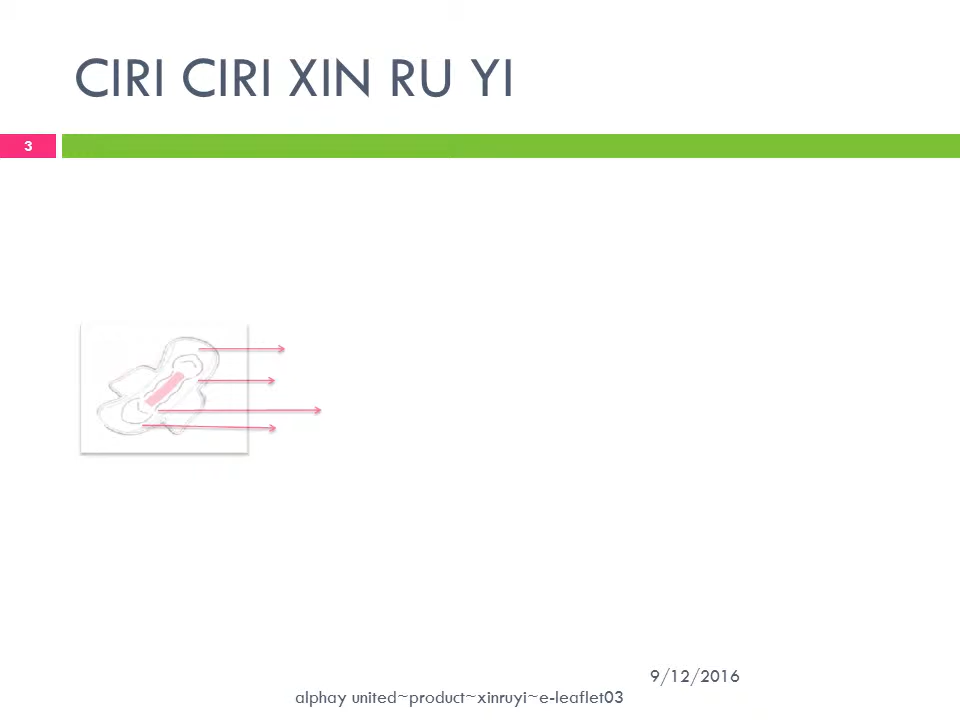 CIRI CIRI XIN RU YI
3
9/12/2016
alphay united~product~xinruyi~e-leaflet03